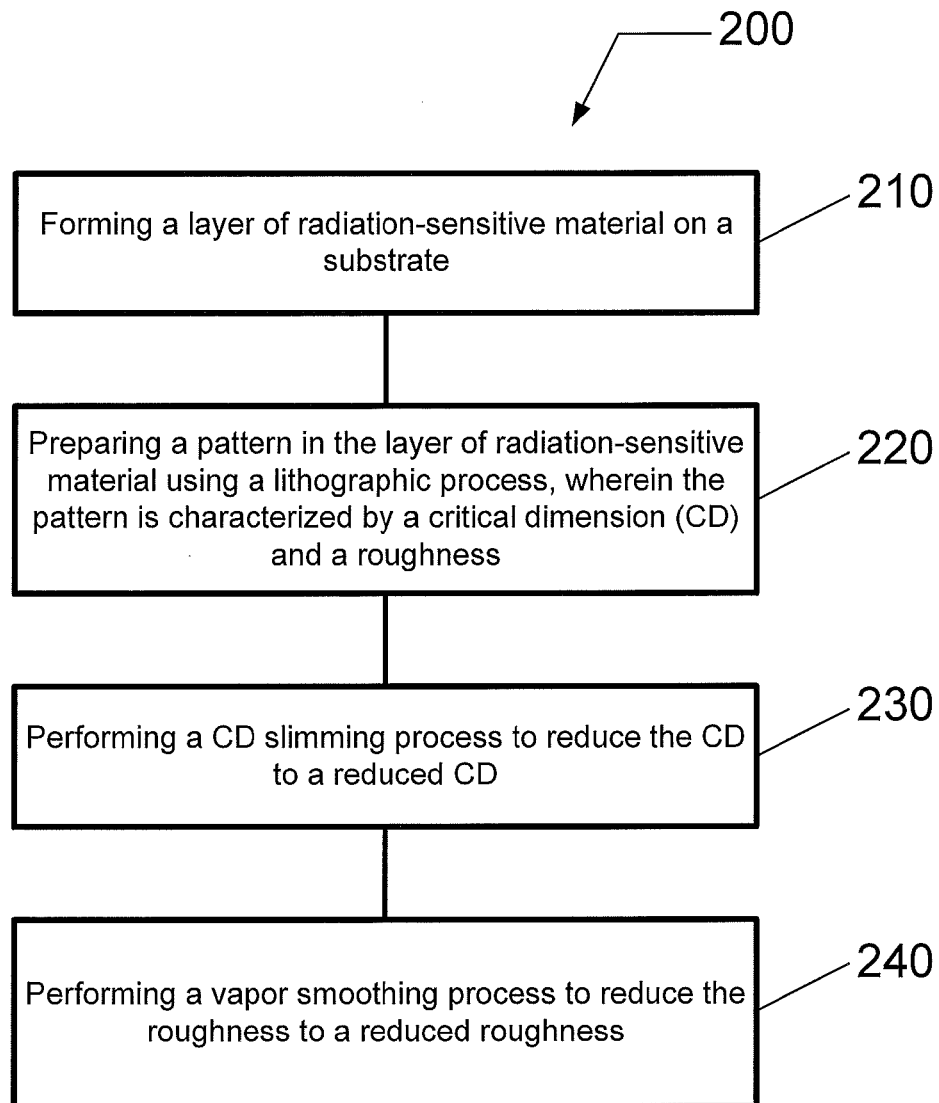 200
210
Forming a layer of radiation-sensitive material on a
substrate
220
Preparing a pattern in the layer of radiation-sensitive
material using a lithographic process, wherein the
pattern is characterized by a critical dimension (CD)
and a roughness
230
Performing a CD slimming process to reduce the CD
to a reduced CD
240
Performing a vapor smoothing process to reduce the
roughness to a reduced roughness